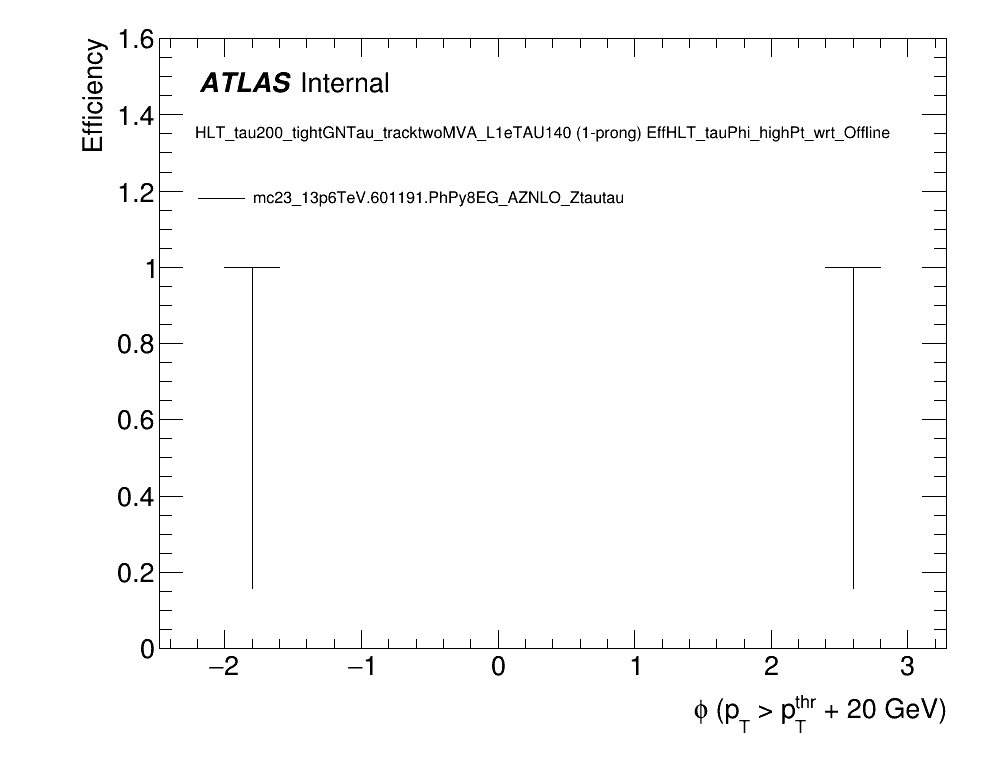 Efficiency
1.6
1.4
1.2
1
0.8
0.6
0.4
0.2
0
ATLAS Internal
HLT_tau200_tightGNTau_tracktwoMVA_L1eTAU140 (1-prong) EffHLT_tauPhi_highPt_wrt_Offline
mc23_13p6TeV.601191.PhPy8EG_AZNLO_Ztautau
−2 −1 0 1 2 3
ϕ (p_T > p_T^thr + 20 GeV)